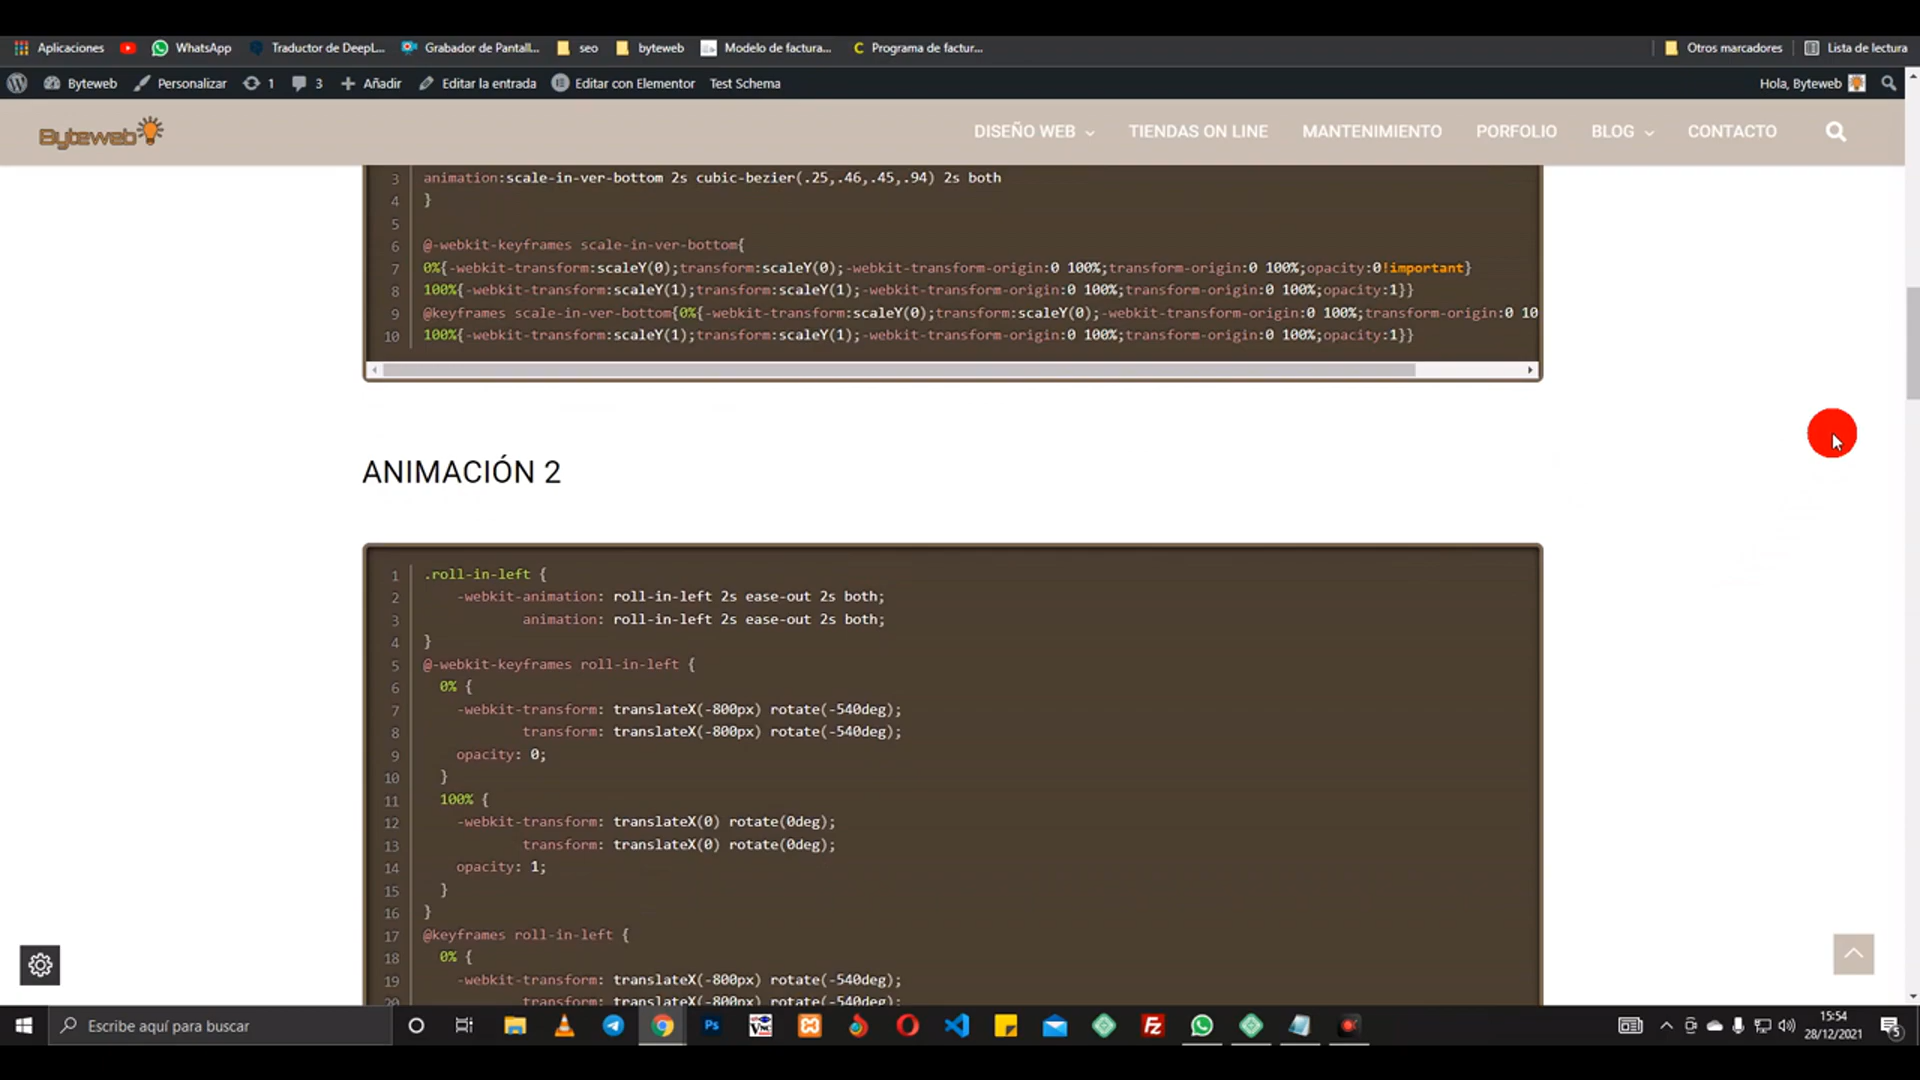 Aplicaciones WhatsApp Traductor de DeepL... Grabador de Pantall... seo byteweb Modelo de factura... Programa de factur... Otros marcadores Lista de lectura
Byteweb Personalizar 1 3 Añadir Editar la entrada Editar con Elementor Test Schema Hola, Byteweb
Byteweb DISEÑO WEB TIENDAS ON LINE MANTENIMIENTO PORFOLIO BLOG CONTACTO
3 animation:scale-in-ver-bottom 2s cubic-bezier(.25,.46,.45,.94) 2s both
4 }
5
6 @-webkit-keyframes scale-in-ver-bottom{
7 0%{-webkit-transform:scaleY(0);transform:scaleY(0);-webkit-transform-origin:0 100%;transform-origin:0 100%;opacity:0!important}
8 100%{-webkit-transform:scaleY(1);transform:scaleY(1);-webkit-transform-origin:0 100%;transform-origin:0 100%;opacity:1}}
9 @keyframes scale-in-ver-bottom{0%{-webkit-transform:scaleY(0);transform:scaleY(0);-webkit-transform-origin:0 100%;transform-origin:0 10
10 100%{-webkit-transform:scaleY(1);transform:scaleY(1);-webkit-transform-origin:0 100%;transform-origin:0 100%;opacity:1}}
ANIMACIÓN 2
1 .roll-in-left {
2 -webkit-animation: roll-in-left 2s ease-out 2s both;
3 animation: roll-in-left 2s ease-out 2s both;
4 }
5 @-webkit-keyframes roll-in-left {
6 0% {
7 -webkit-transform: translateX(-800px) rotate(-540deg);
8 transform: translateX(-800px) rotate(-540deg);
9 opacity: 0;
10 }
11 100% {
12 -webkit-transform: translateX(0) rotate(0deg);
13 transform: translateX(0) rotate(0deg);
14 opacity: 1;
15 }
16 }
17 @keyframes roll-in-left {
18 0% {
19 -webkit-transform: translateX(-800px) rotate(-540deg);
20 transform: translateX(-800px) rotate(-540deg);
Escribe aquí para buscar Ps VNC Fz 15:54
28/12/2021 5